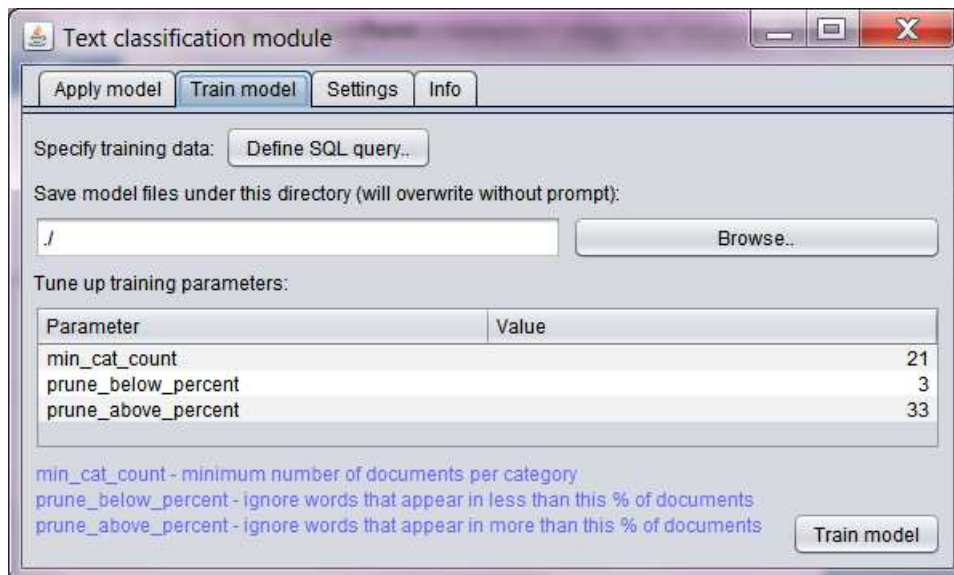 Text classification module
Apply model Train model Settings Info
Specify training data: Define SQL query..
Save model files under this directory (will overwrite without prompt):
./ Browse..
Tune up training parameters:
Parameter Value
min_cat_count 21
prune_below_percent 3
prune_above_percent 33
min_cat_count - minimum number of documents per category
prune_below_percent - ignore words that appear in less than this % of documents
prune_above_percent - ignore words that appear in more than this % of documents
Train model